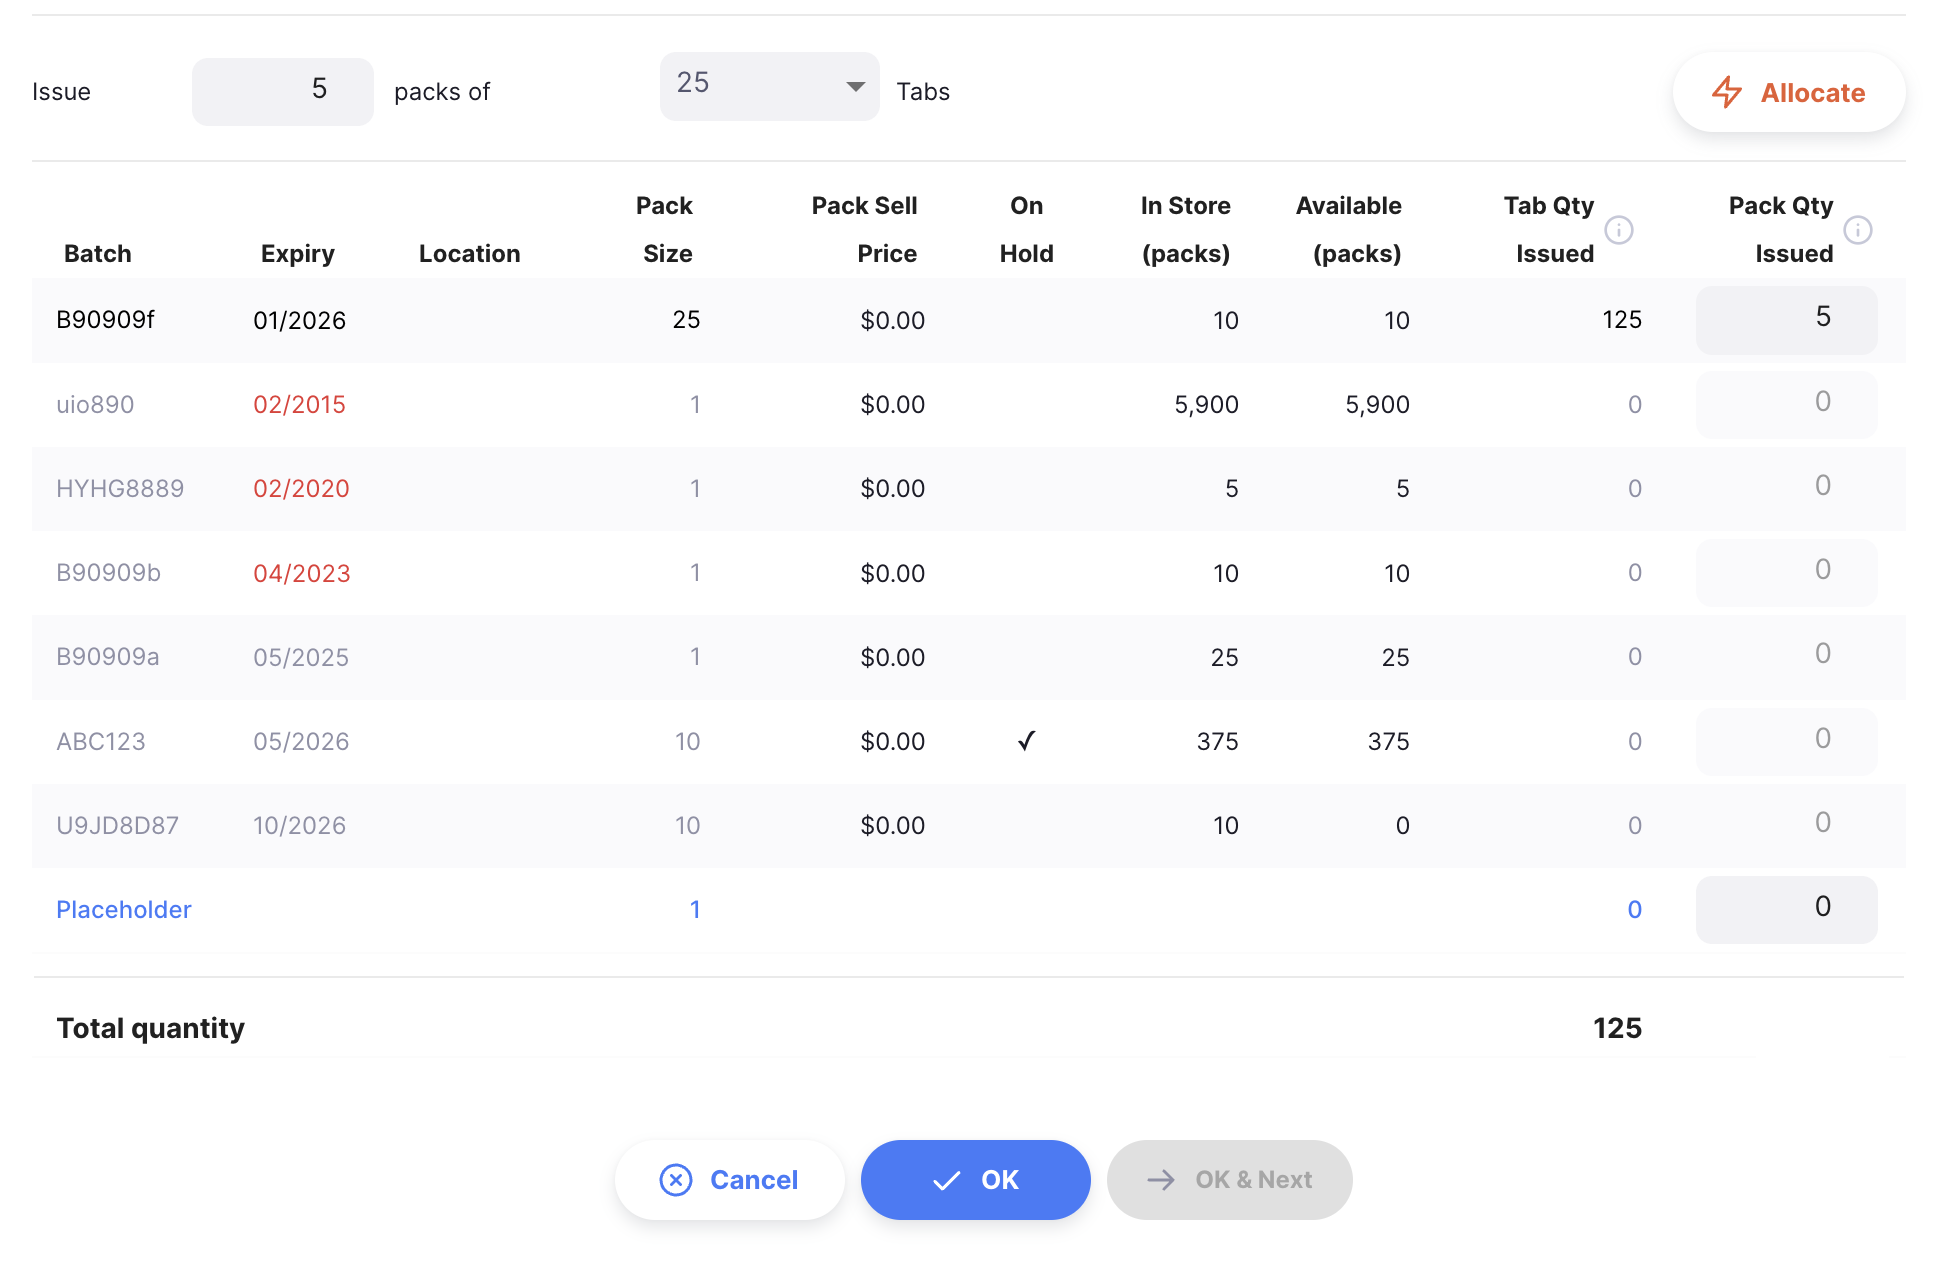 Issue 5 packs of 25 Tabs Allocate
Pack Pack Sell On In Store Available Tab Qty Pack Qty
Batch Expiry Location Size Price Hold (packs) (packs) Issued Issued
B90909f 01/2026 25 $0.00 10 10 125 5
uio890 02/2015 1 $0.00 5,900 5,900 0 0
HYHG8889 02/2020 1 $0.00 5 5 0 0
B90909b 04/2023 1 $0.00 10 10 0 0
B90909a 05/2025 1 $0.00 25 25 0 0
ABC123 05/2026 10 $0.00 ✓ 375 375 0 0
U9JD8D87 10/2026 10 $0.00 10 0 0 0
Placeholder 1 0 0
Total quantity 125
Cancel OK OK & Next